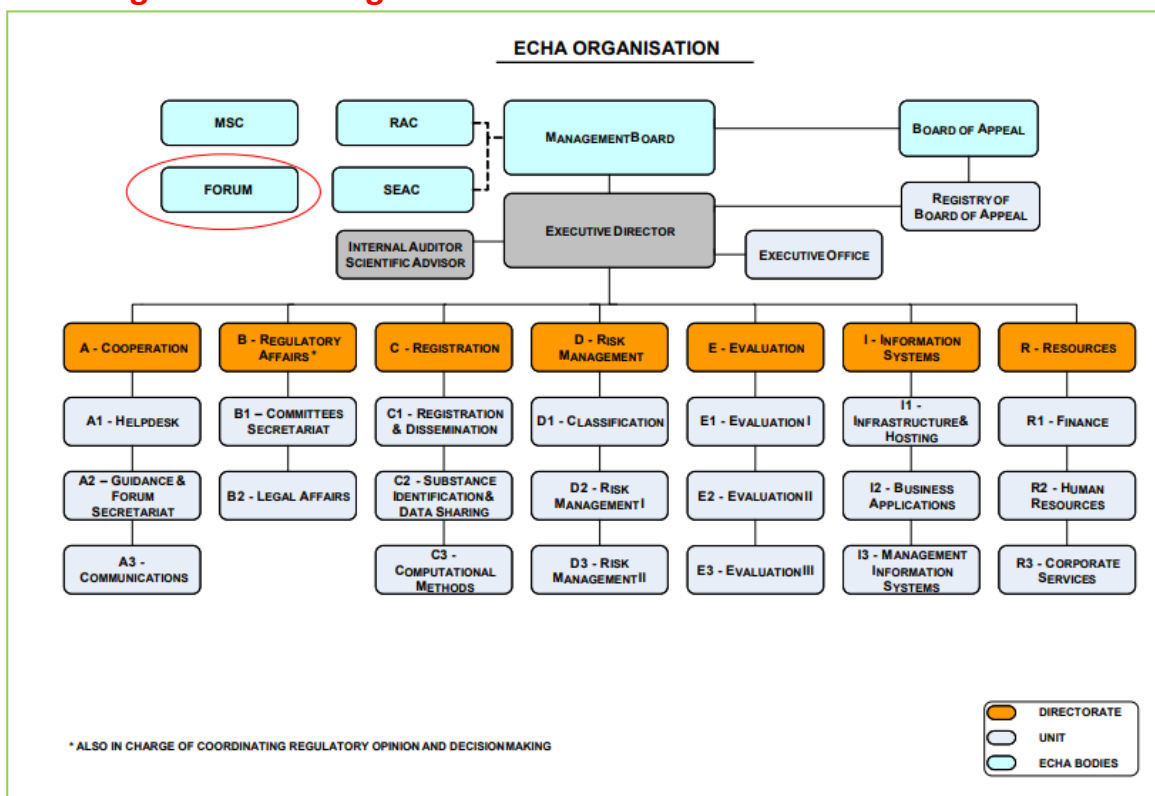 ECHA ORGANISATION
MSC
RAC
MANAGEMENT BOARD
BOARD OF APPEAL
FORUM
SEAC
REGISTRY OF
BOARD OF APPEAL
EXECUTIVE DIRECTOR
INTERNAL AUDITOR
SCIENTIFIC ADVISOR
EXECUTIVE OFFICE
A - COOPERATION
B - REGULATORY
AFFAIRS*
C - REGISTRATION
D - RISK
MANAGEMENT
E - EVALUATION
I - INFORMATION
SYSTEMS
R - RESOURCES
A1 - HELPDESK
B1 – COMMITTEES
SECRETARIAT
C1 - REGISTRATION
& DISSEMINATION
D1 - CLASSIFICATION
E1 - EVALUATION I
I1 -
INFRASTRUCTURE &
HOSTING
R1 - FINANCE
A2 – GUIDANCE &
FORUM
SECRETARIAT
B2 - LEGAL AFFAIRS
C2 - SUBSTANCE
IDENTIFICATION &
DATA SHARING
D2 - RISK
MANAGEMENT I
E2 - EVALUATION II
I2 - BUSINESS
APPLICATIONS
R2 - HUMAN
RESOURCES
A3 -
COMMUNICATIONS
C3 -
COMPUTATIONAL
METHODS
D3 - RISK
MANAGEMENT II
E3 - EVALUATION III
I3 - MANAGEMENT
INFORMATION
SYSTEMS
R3 - CORPORATE
SERVICES
* ALSO IN CHARGE OF COORDINATING REGULATORY OPINION AND DECISIONMAKING
DIRECTORATE
UNIT
ECHA BODIES